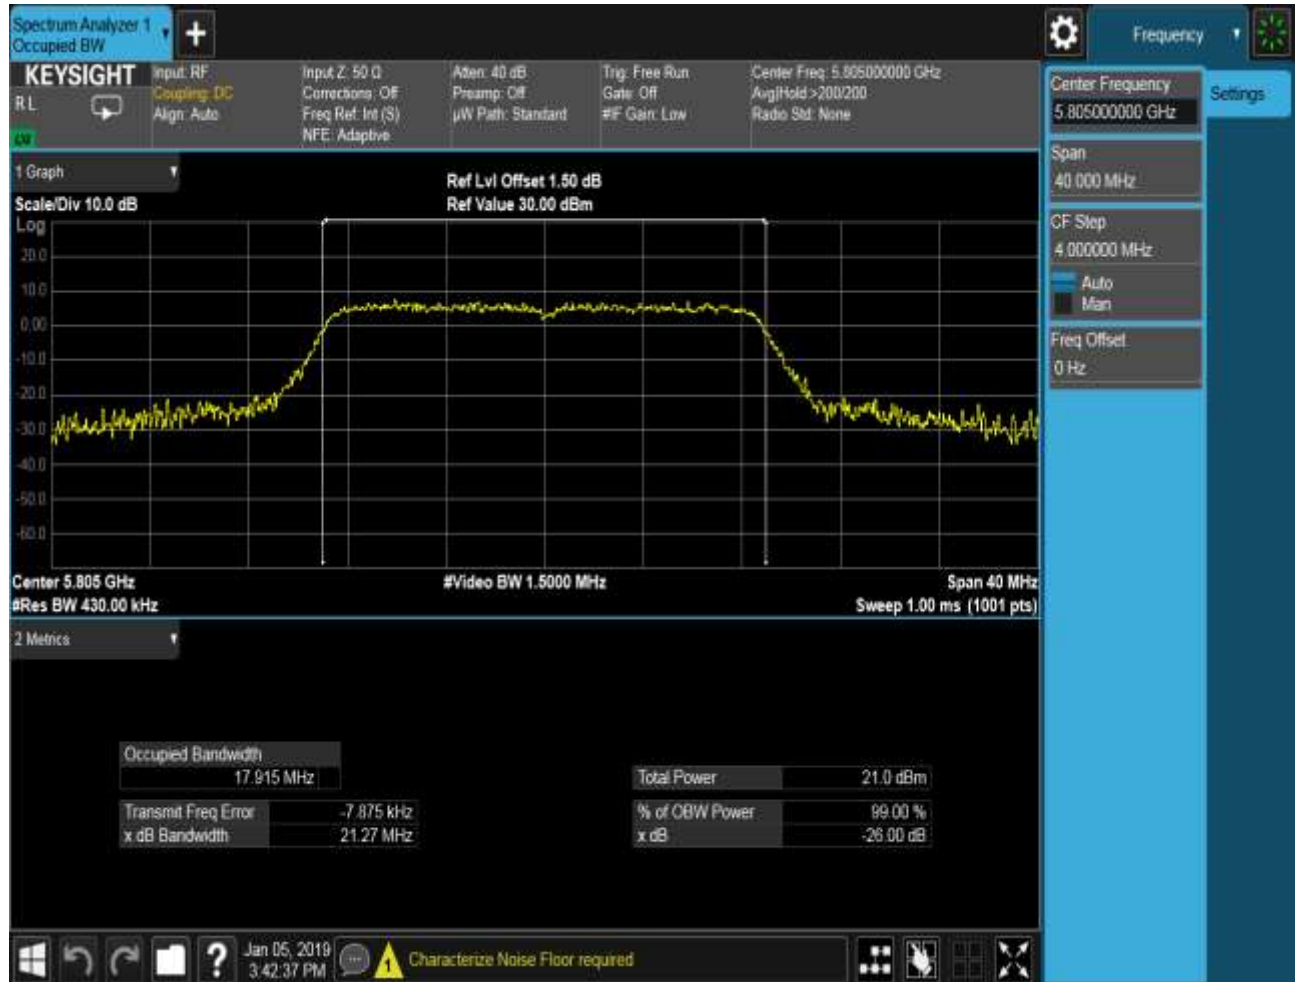 Spectrum Analyzer 1
Occupied BW
Frequency
KEYSIGHT
RL
Input: RF
Coupling: DC
Align: Auto
Input Z: 50 Ω
Corrections: Off
Freq Ref: Int (S)
NFE: Adaptive
Atten: 40 dB
Preamp: Off
µW Path: Standard
Trig: Free Run
Gate: Off
#IF Gain: Low
Center Freq: 5.805000000 GHz
Avg|Hold:>200/200
Radio Std: None
Center Frequency
5.805000000 GHz
Settings
Span
40.000 MHz
CF Step
4.000000 MHz
Auto
Man
Freq Offset
0 Hz
1 Graph
Scale/Div 10.0 dB
Ref Lvl Offset 1.50 dB
Ref Value 30.00 dBm
Log
20.0
10.0
0.00
-10.0
-20.0
-30.0
-40.0
-50.0
-60.0
Center 5.805 GHz
#Video BW 1.5000 MHz
Span 40 MHz
#Res BW 430.00 kHz
Sweep 1.00 ms (1001 pts)
2 Metrics
Occupied Bandwidth
17.915 MHz
Total Power 21.0 dBm
Transmit Freq Error -7.875 kHz
% of OBW Power 99.00 %
x dB Bandwidth 21.27 MHz
x dB -26.00 dB
Jan 05, 2019
3:42:37 PM
1
Characterize Noise Floor required